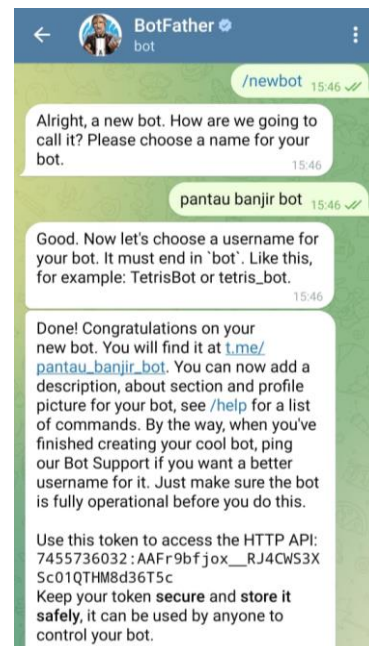 BotFather
bot
/newbot 15:46
Alright, a new bot. How are we going to
call it? Please choose a name for your
bot.
15:46
pantau banjir bot 15:46
Good. Now let's choose a username for
your bot. It must end in `bot`. Like this,
for example: TetrisBot or tetris_bot.
15:46
Done! Congratulations on your
new bot. You will find it at t.me/
pantau_banjir_bot. You can now add a
description, about section and profile
picture for your bot, see /help for a list
of commands. By the way, when you've
finished creating your cool bot, ping
our Bot Support if you want a better
username for it. Just make sure the bot
is fully operational before you do this.
Use this token to access the HTTP API:
7455736032:AAFr9bfjox__RJ4CWS3X
Sc01QTHM8d36T5c
Keep your token secure and store it
safely, it can be used by anyone to
control your bot.